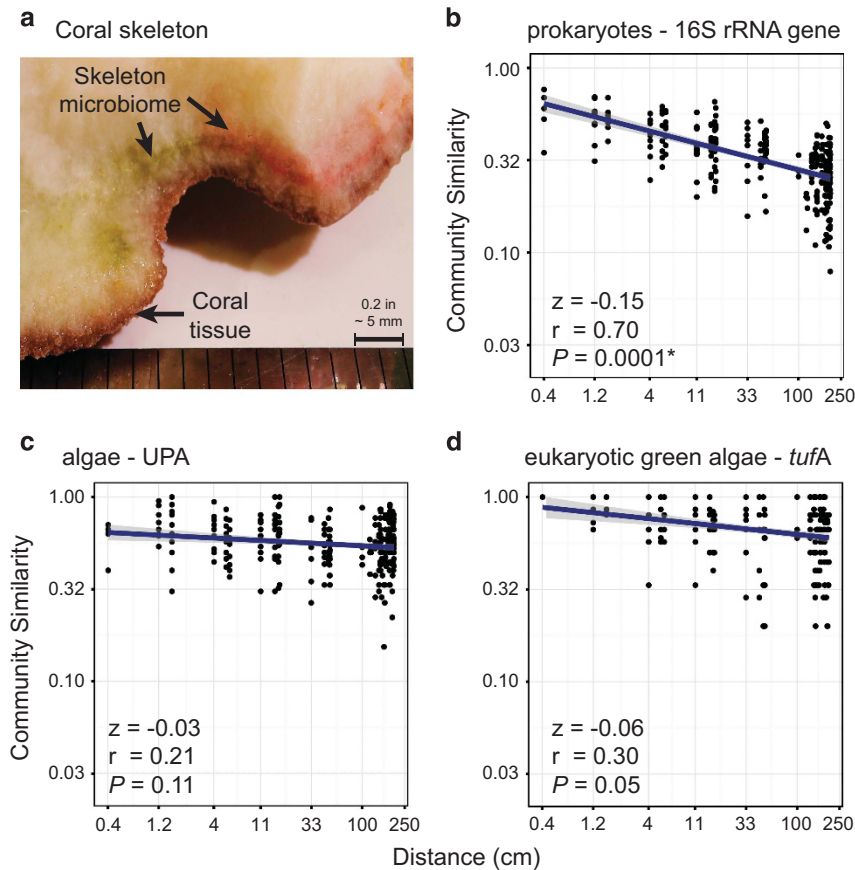 a Coral skeleton
Skeleton
microbiome
Coral
tissue
0.2 in
~ 5 mm
b prokaryotes - 16S rRNA gene
Community Similarity
1.00
0.32
0.10
0.03
z = -0.15
r = 0.70
P = 0.0001*
0.4 1.2 4 11 33 100 250
c algae - UPA
Community Similarity
1.00
0.32
0.10
0.03
z = -0.03
r = 0.21
P = 0.11
0.4 1.2 4 11 33 100 250
d eukaryotic green algae - tufA
1.00
0.32
0.10
0.03
z = -0.06
r = 0.30
P = 0.05
0.4 1.2 4 11 33 100 250
Distance (cm)